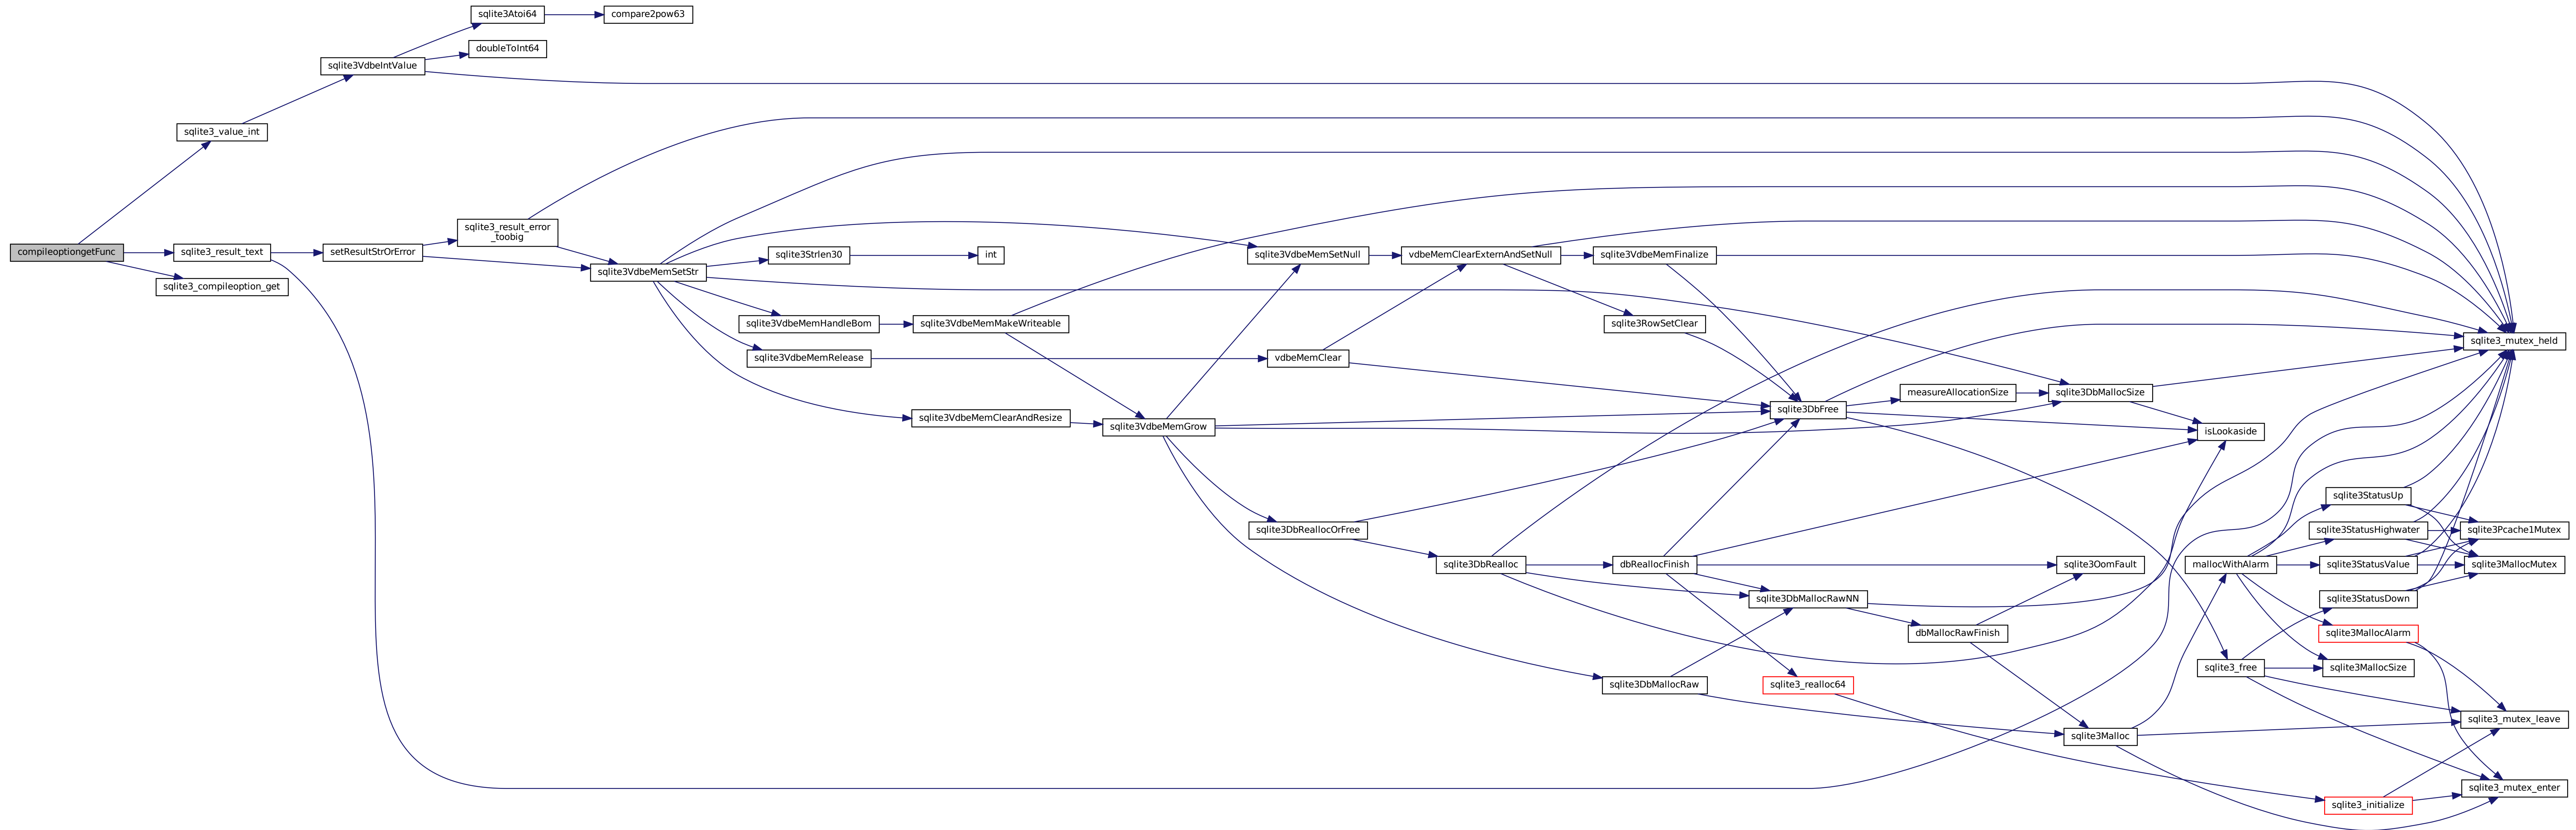 compileoptiongetFunc
sqlite3_value_int
sqlite3_result_text
sqlite3_compileoption_get
sqlite3VdbeIntValue
setResultStrOrError
sqlite3Atoi64
doubleToInt64
sqlite3_result_error
_toobig
compare2pow63
sqlite3VdbeMemSetStr
sqlite3Strlen30
sqlite3VdbeMemHandleBom
sqlite3VdbeMemRelease
int
sqlite3VdbeMemMakeWriteable
sqlite3VdbeMemClearAndResize
sqlite3VdbeMemGrow
sqlite3VdbeMemSetNull
vdbeMemClear
sqlite3DbReallocOrFree
vdbeMemClearExternAndSetNull
sqlite3DbRealloc
sqlite3VdbeMemFinalize
sqlite3RowSetClear
dbReallocFinish
sqlite3DbMallocRaw
sqlite3DbFree
sqlite3DbMallocRawNN
sqlite3_realloc64
measureAllocationSize
dbMallocRawFinish
sqlite3DbMallocSize
sqlite3OomFault
sqlite3Malloc
isLookaside
mallocWithAlarm
sqlite3_free
sqlite3StatusUp
sqlite3StatusHighwater
sqlite3StatusValue
sqlite3StatusDown
sqlite3MallocAlarm
sqlite3MallocSize
sqlite3_initialize
sqlite3_mutex_held
sqlite3Pcache1Mutex
sqlite3MallocMutex
sqlite3_mutex_leave
sqlite3_mutex_enter